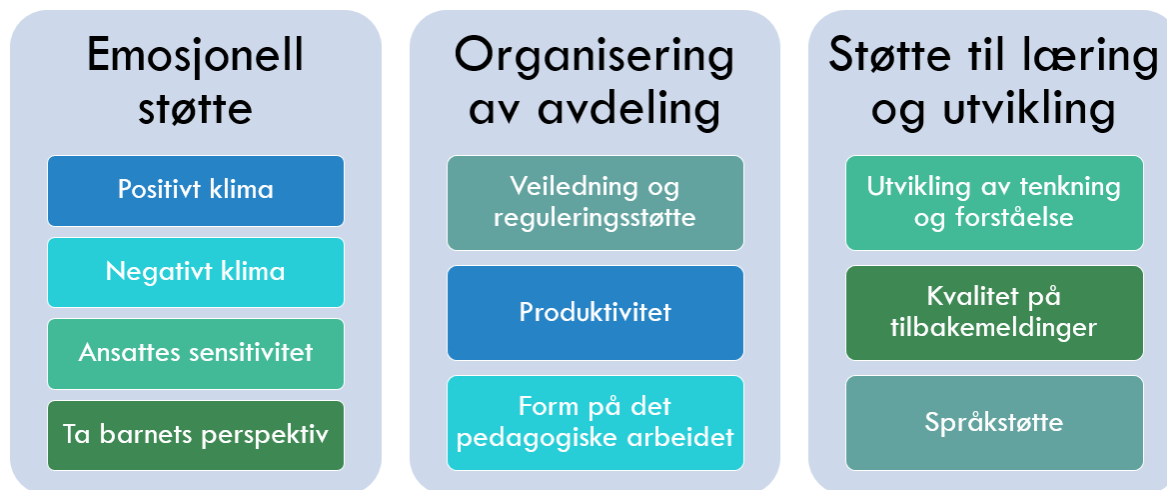 Emosjonell
støtte
Positivt klima
Negativt klima
Ansattes sensitivitet
Ta barnets perspektiv
Organisering
av avdeling
Veiledning og
reguleringsstøtte
Produktivitet
Form på det
pedagogiske arbeidet
Støtte til læring
og utvikling
Utvikling av tenkning
og forståelse
Kvalitet på
tilbakemeldinger
Språkstøtte